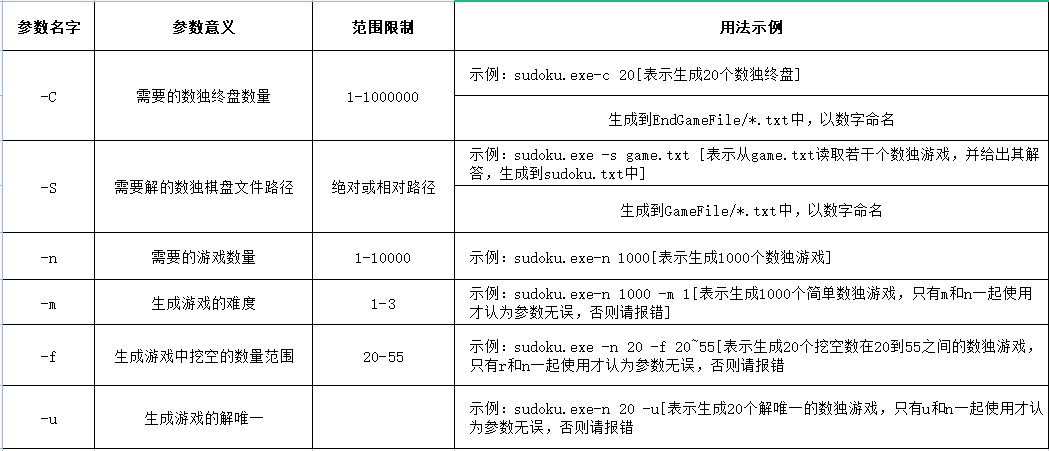 参数名字 参数意义 范围限制 用法示例
-C 需要的数独终盘数量 1-1000000 示例：sudoku.exe-c 20[表示生成20个数独终盘]
生成到EndGameFile/*.txt中，以数字命名
-S 需要解的数独棋盘文件路径 绝对或相对路径 示例：sudoku.exe -s game.txt [表示从game.txt读取若干个数独游戏，并给出其解
答，生成到sudoku.txt中]
生成到GameFile/*.txt中，以数字命名
-n 需要的游戏数量 1-10000 示例：sudoku.exe-n 1000[表示生成1000个数独游戏]
-m 生成游戏的难度 1-3 示例：sudoku.exe-n 1000 -m 1[表示生成1000个简单数独游戏，只有m和n一起使用
才认为参数无误，否则请报错]
-f 生成游戏中挖空的数量范围 20-55 示例：sudoku.exe -n 20 -f 20~55[表示生成20个挖空数在20到55之间的数独游戏，
只有r和n一起使用才认为参数无误，否则请报错
-u 生成游戏的解唯一 示例：sudoku.exe-n 20 -u[表示生成20个解唯一的数独游戏，只有u和n一起使用才认
为参数无误，否则请报错